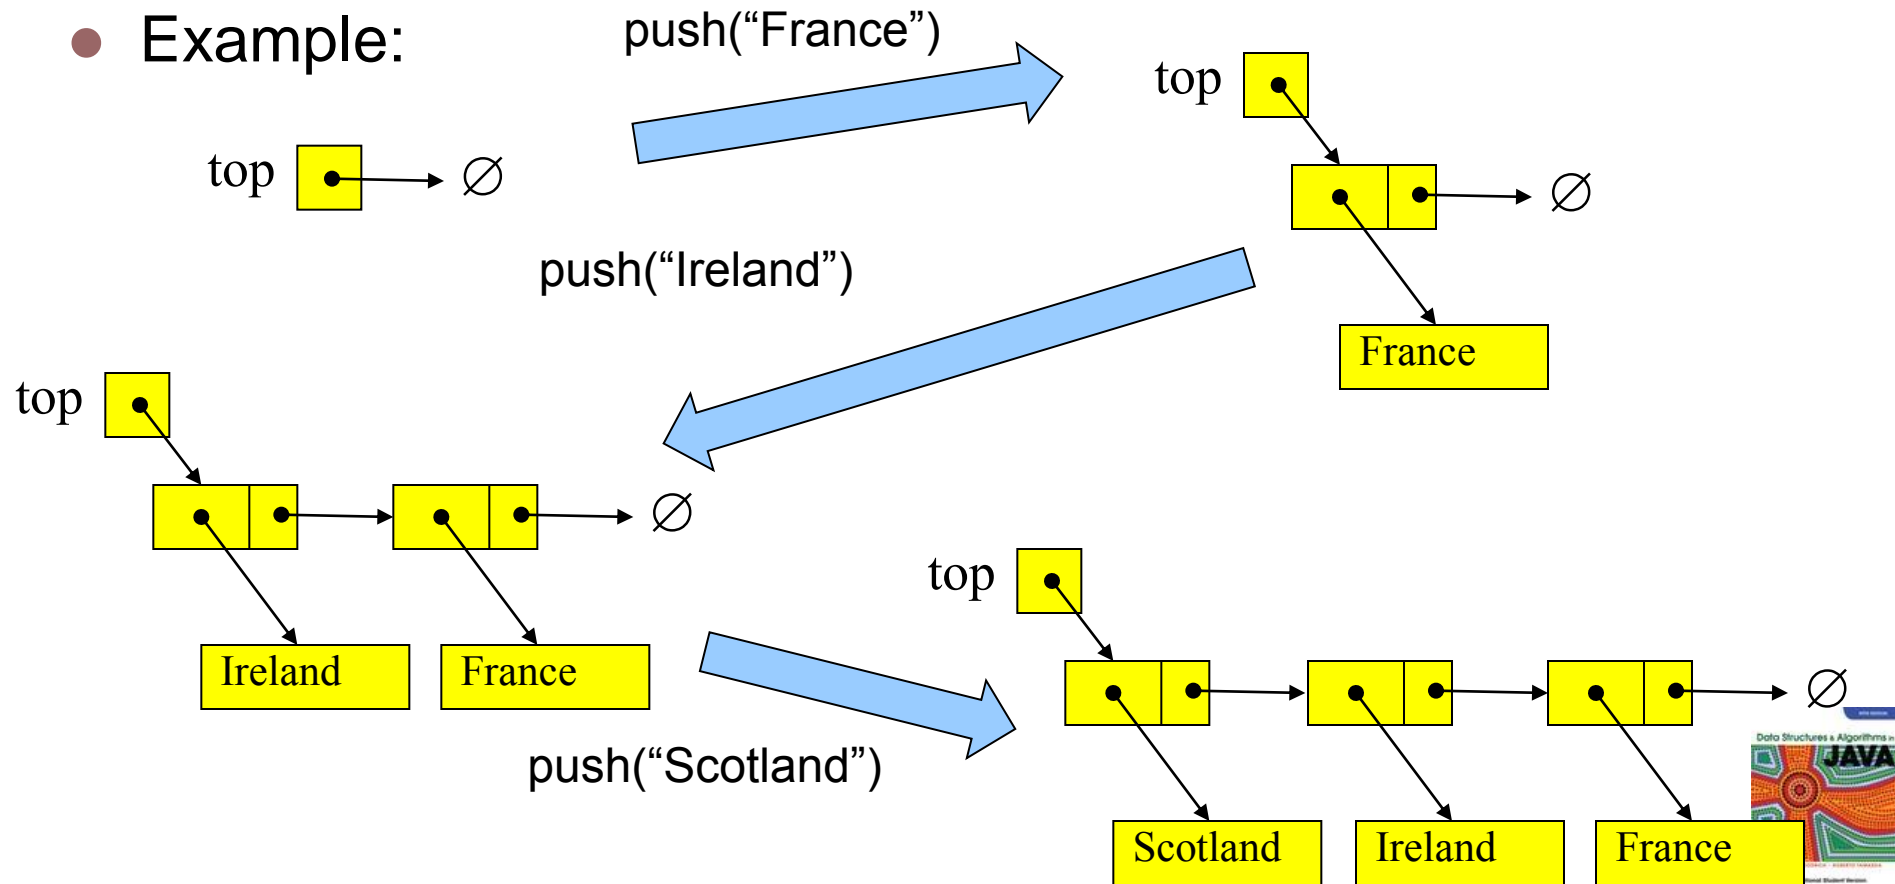 • Example:
push(“France”)
top
∅
top
∅
France
push(“Ireland”)
top
∅
Ireland
France
push(“Scotland”)
top
∅
Scotland
Ireland
France
Data Structures & Algorithms in
JAVA